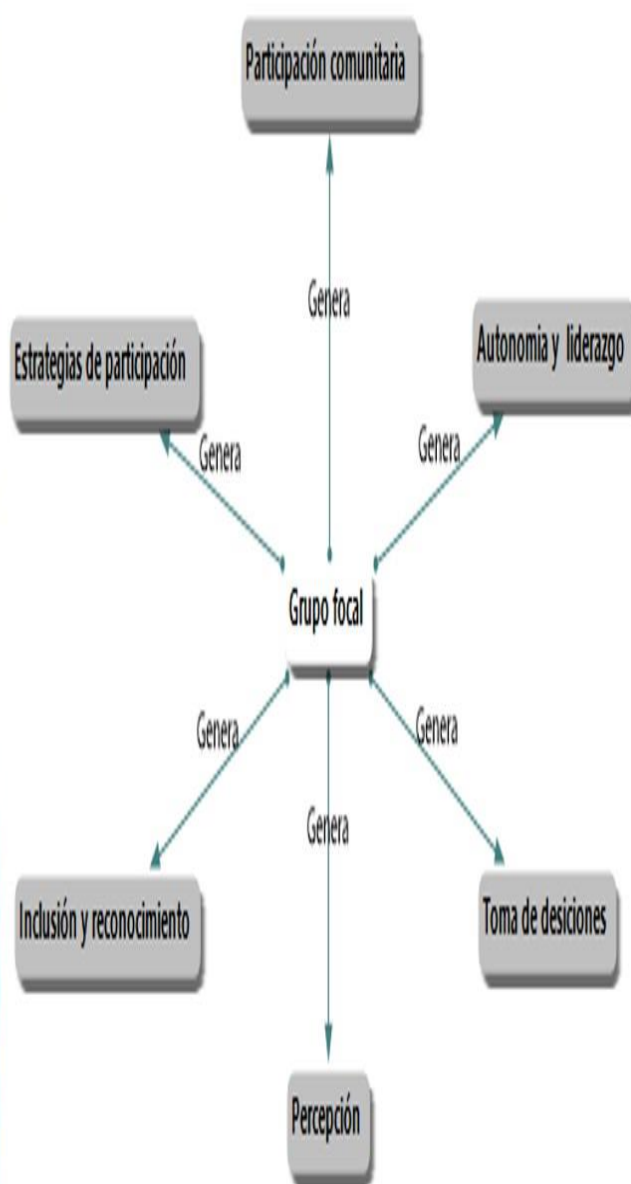 Participación comunitaria
Genera
Autonomia y liderazgo
Estrategias de participación
Genera
Genera
Grupo focal
Genera
Genera
Genera
Inclusión y reconocimiento
Toma de desiciones
Percepción